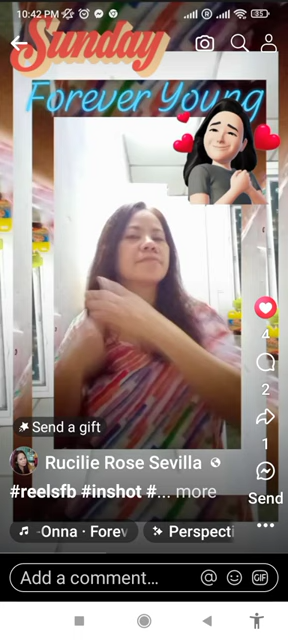 10:42 PM
85
Sunday
Forever Young
4
2
1
Send a gift
Rucilie Rose Sevilla
#reelsfb #inshot #... more
Send
-Onna · Forev
Perspecti
Add a comment...
GIF